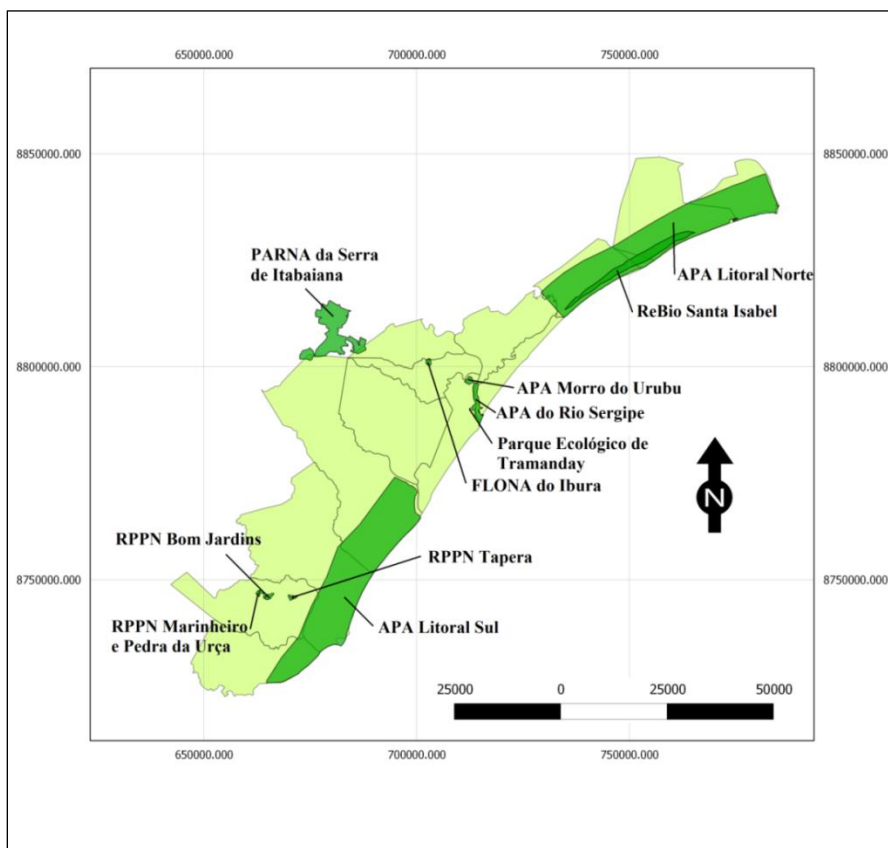 650000.000 700000.000 750000.000
8850000.000 8850000.000
PARNA da Serra
de Itabaiana
APA Litoral Norte
ReBio Santa Isabel
8800000.000 8800000.000
APA Morro do Urubu
APA do Rio Sergipe
Parque Ecológico de
Tramanday
FLONA do Ibura
N
RPPN Bom Jardins
RPPN Tapera
8750000.000 8750000.000
RPPN Marinheiro
e Pedra da Urça
APA Litoral Sul
25000 0 25000 50000
650000.000 700000.000 750000.000